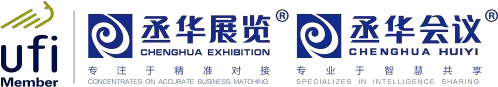 ufi
Member
丞华展览®
CHENGHUA EXHIBITION
专注于精准对接
CONCENTRATES ON ACCURATE BUSINESS MATCHING
丞华会议®
CHENGHUA HUIYI
专业于智慧共享
SPECIALIZES IN INTELLIGENCE SHARING